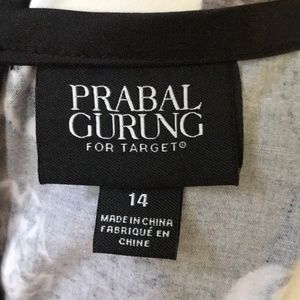 PRABAL
GURUNG
FOR TARGET®
14
MADE IN CHINA
FABRIQUÉ EN
CHINE